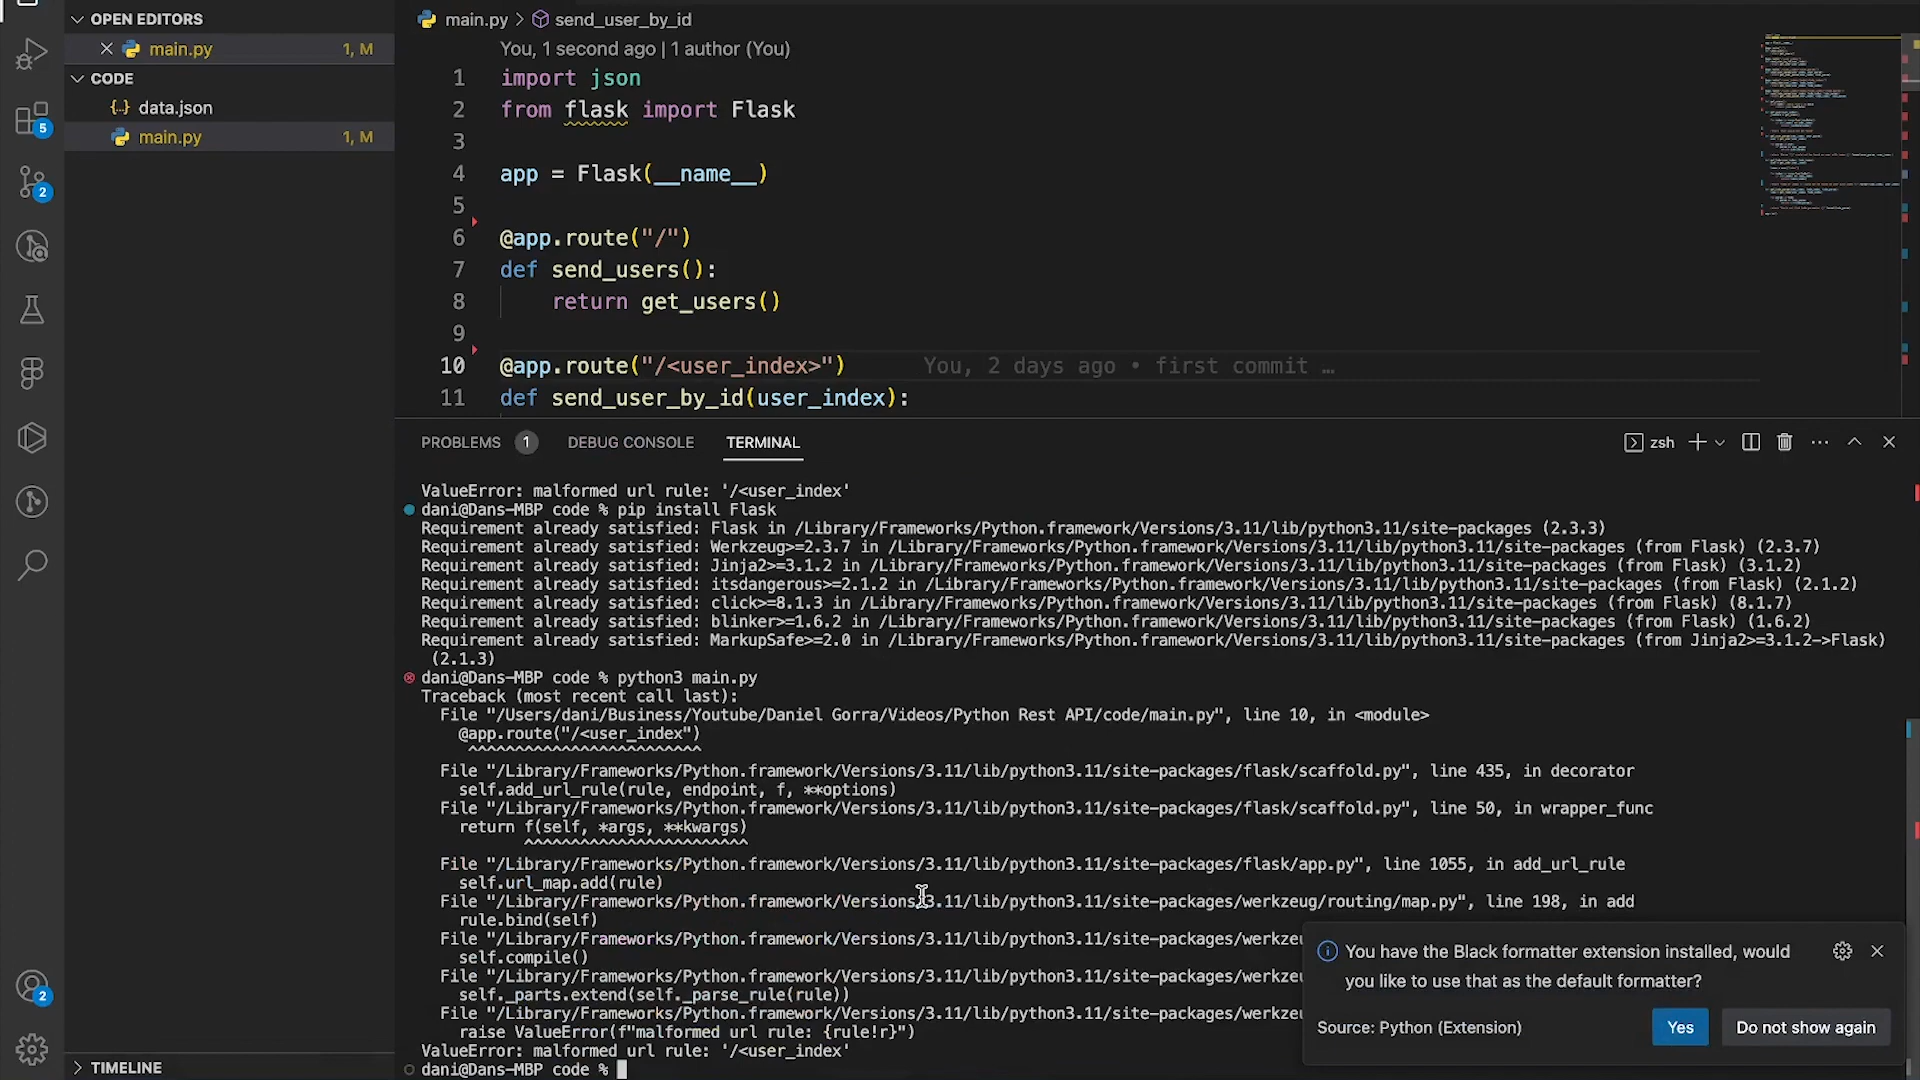 OPEN EDITORS
main.py 1, M
CODE
{..} data.json
main.py 1, M
TIMELINE
5
2
2
main.py > send_user_by_id
You, 1 second ago | 1 author (You)
1 import json
2 from flask import Flask
3
4 app = Flask(__name__)
5
6 @app.route("/")
7 def send_users():
8 return get_users()
9
10 @app.route("/<user_index>") You, 2 days ago • first commit …
11 def send_user_by_id(user_index):
PROBLEMS 1 DEBUG CONSOLE TERMINAL zsh
ValueError: malformed url rule: '/<user_index'
dani@Dans-MBP code % pip install Flask
Requirement already satisfied: Flask in /Library/Frameworks/Python.framework/Versions/3.11/lib/python3.11/site-packages (2.3.3)
Requirement already satisfied: Werkzeug>=2.3.7 in /Library/Frameworks/Python.framework/Versions/3.11/lib/python3.11/site-packages (from Flask) (2.3.7)
Requirement already satisfied: Jinja2>=3.1.2 in /Library/Frameworks/Python.framework/Versions/3.11/lib/python3.11/site-packages (from Flask) (3.1.2)
Requirement already satisfied: itsdangerous>=2.1.2 in /Library/Frameworks/Python.framework/Versions/3.11/lib/python3.11/site-packages (from Flask) (2.1.2)
Requirement already satisfied: click>=8.1.3 in /Library/Frameworks/Python.framework/Versions/3.11/lib/python3.11/site-packages (from Flask) (8.1.7)
Requirement already satisfied: blinker>=1.6.2 in /Library/Frameworks/Python.framework/Versions/3.11/lib/python3.11/site-packages (from Flask) (1.6.2)
Requirement already satisfied: MarkupSafe>=2.0 in /Library/Frameworks/Python.framework/Versions/3.11/lib/python3.11/site-packages (from Jinja2>=3.1.2->Flask)
(2.1.3)
dani@Dans-MBP code % python3 main.py
Traceback (most recent call last):
File "/Users/dani/Business/Youtube/Daniel Gorra/Videos/Python Rest API/code/main.py", line 10, in <module>
@app.route("/<user_index")
^^^^^^^^^^^^^^^^^^^^^^^^^
File "/Library/Frameworks/Python.framework/Versions/3.11/lib/python3.11/site-packages/flask/scaffold.py", line 435, in decorator
self.add_url_rule(rule, endpoint, f, **options)
File "/Library/Frameworks/Python.framework/Versions/3.11/lib/python3.11/site-packages/flask/scaffold.py", line 50, in wrapper_func
return f(self, *args, **kwargs)
^^^^^^^^^^^^^^^^^^^^^^^^
File "/Library/Frameworks/Python.framework/Versions/3.11/lib/python3.11/site-packages/flask/app.py", line 1055, in add_url_rule
self.url_map.add(rule)
File "/Library/Frameworks/Python.framework/Versions/3.11/lib/python3.11/site-packages/werkzeug/routing/map.py", line 198, in add
rule.bind(self)
File "/Library/Frameworks/Python.framework/Versions/3.11/lib/python3.11/site-packages/werkzeu
self.compile()
File "/Library/Frameworks/Python.framework/Versions/3.11/lib/python3.11/site-packages/werkzeu
self._parts.extend(self._parse_rule(rule))
File "/Library/Frameworks/Python.framework/Versions/3.11/lib/python3.11/site-packages/werkzeu
raise ValueError(f"malformed url rule: {rule!r}")
ValueError: malformed url rule: '/<user_index'
dani@Dans-MBP code %
You have the Black formatter extension installed, would
you like to use that as the default formatter?
Source: Python (Extension) Yes Do not show again